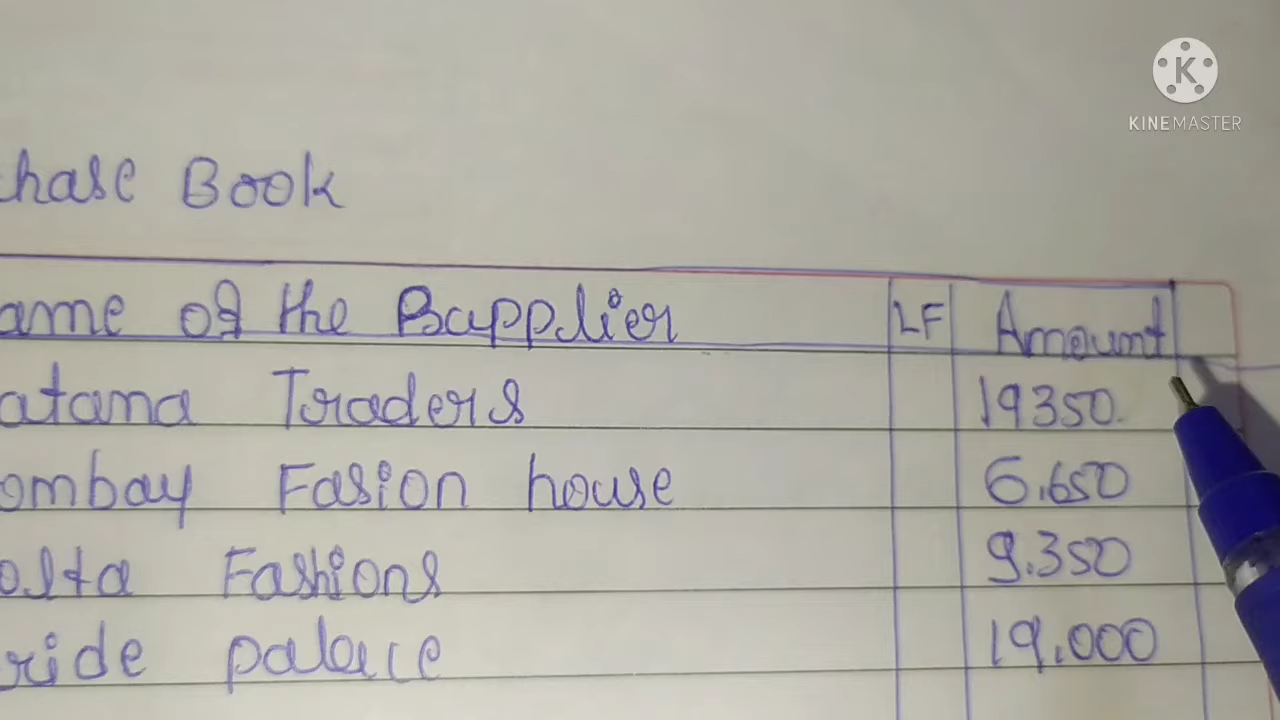 K
KINEMASTER
chase Book
ame of the Bupplier LF Amount
atama Traders 19350.
ombay Fasion house 6.650
olta Fashions 9.350
ride palace 19.000